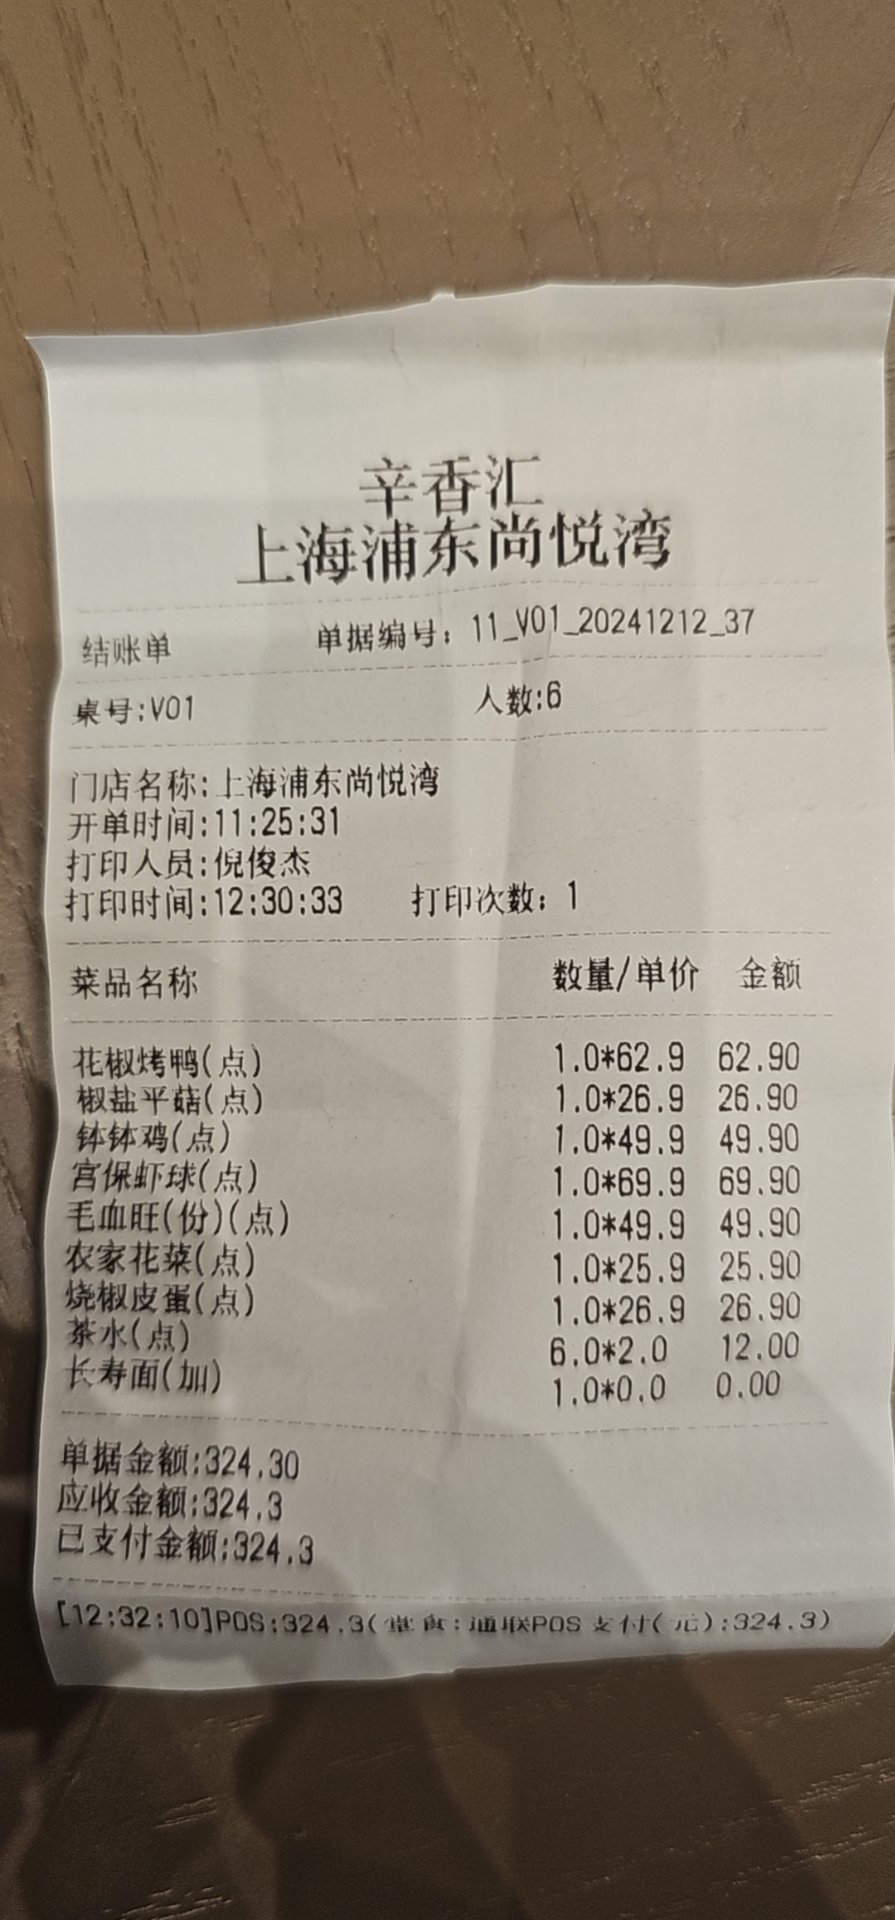 辛香汇
上海浦东尚悦湾
结账单 单据编号：11_V01_20241212_37
桌号:V01 人数:6
门店名称:上海浦东尚悦湾
开单时间:11:25:31
打印人员:倪俊杰
打印时间:12:30:33 打印次数：1
菜品名称 数量/单价 金额
花椒烤鸭(点) 1.0*62.9 62.90
椒盐平菇(点) 1.0*26.9 26.90
钵钵鸡(点) 1.0*49.9 49.90
宫保虾球(点) 1.0*69.9 69.90
毛血旺(份)(点) 1.0*49.9 49.90
农家花菜(点) 1.0*25.9 25.90
烧椒皮蛋(点) 1.0*26.9 26.90
茶水(点) 6.0*2.0 12.00
长寿面(加) 1.0*0.0 0.00
单据金额:324.30
应收金额:324.3
已支付金额:324.3
[12:32:10]POS:324.3(堂食:通联POS支付(元):324.3)